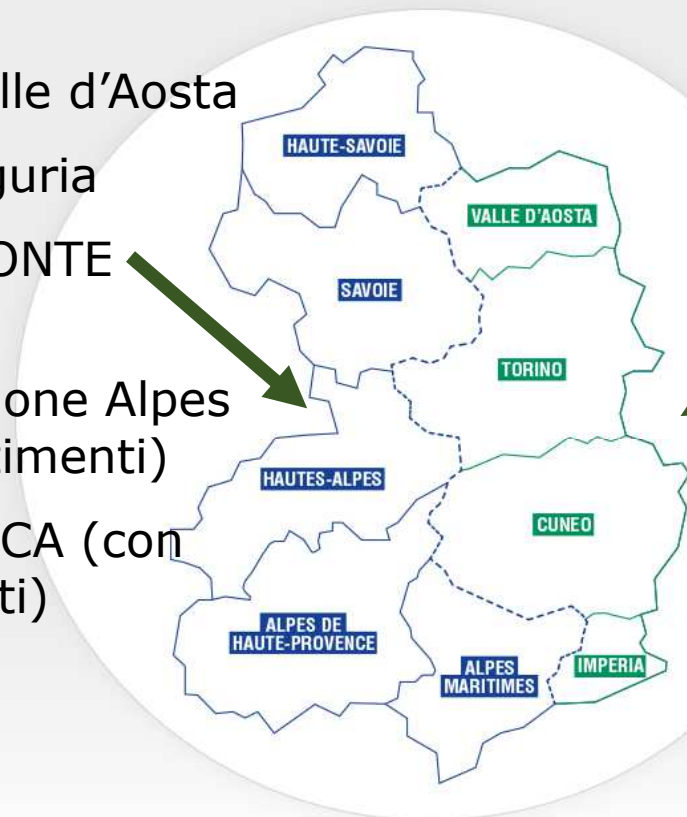 lle d’Aosta
guria
ONTE
one Alpes
timenti)
CA (con
ti)
HAUTE-SAVOIE
VALLE D'AOSTA
SAVOIE
TORINO
HAUTES-ALPES
CUNEO
ALPES DE
HAUTE-PROVENCE
ALPES
MARITIMES
IMPERIA